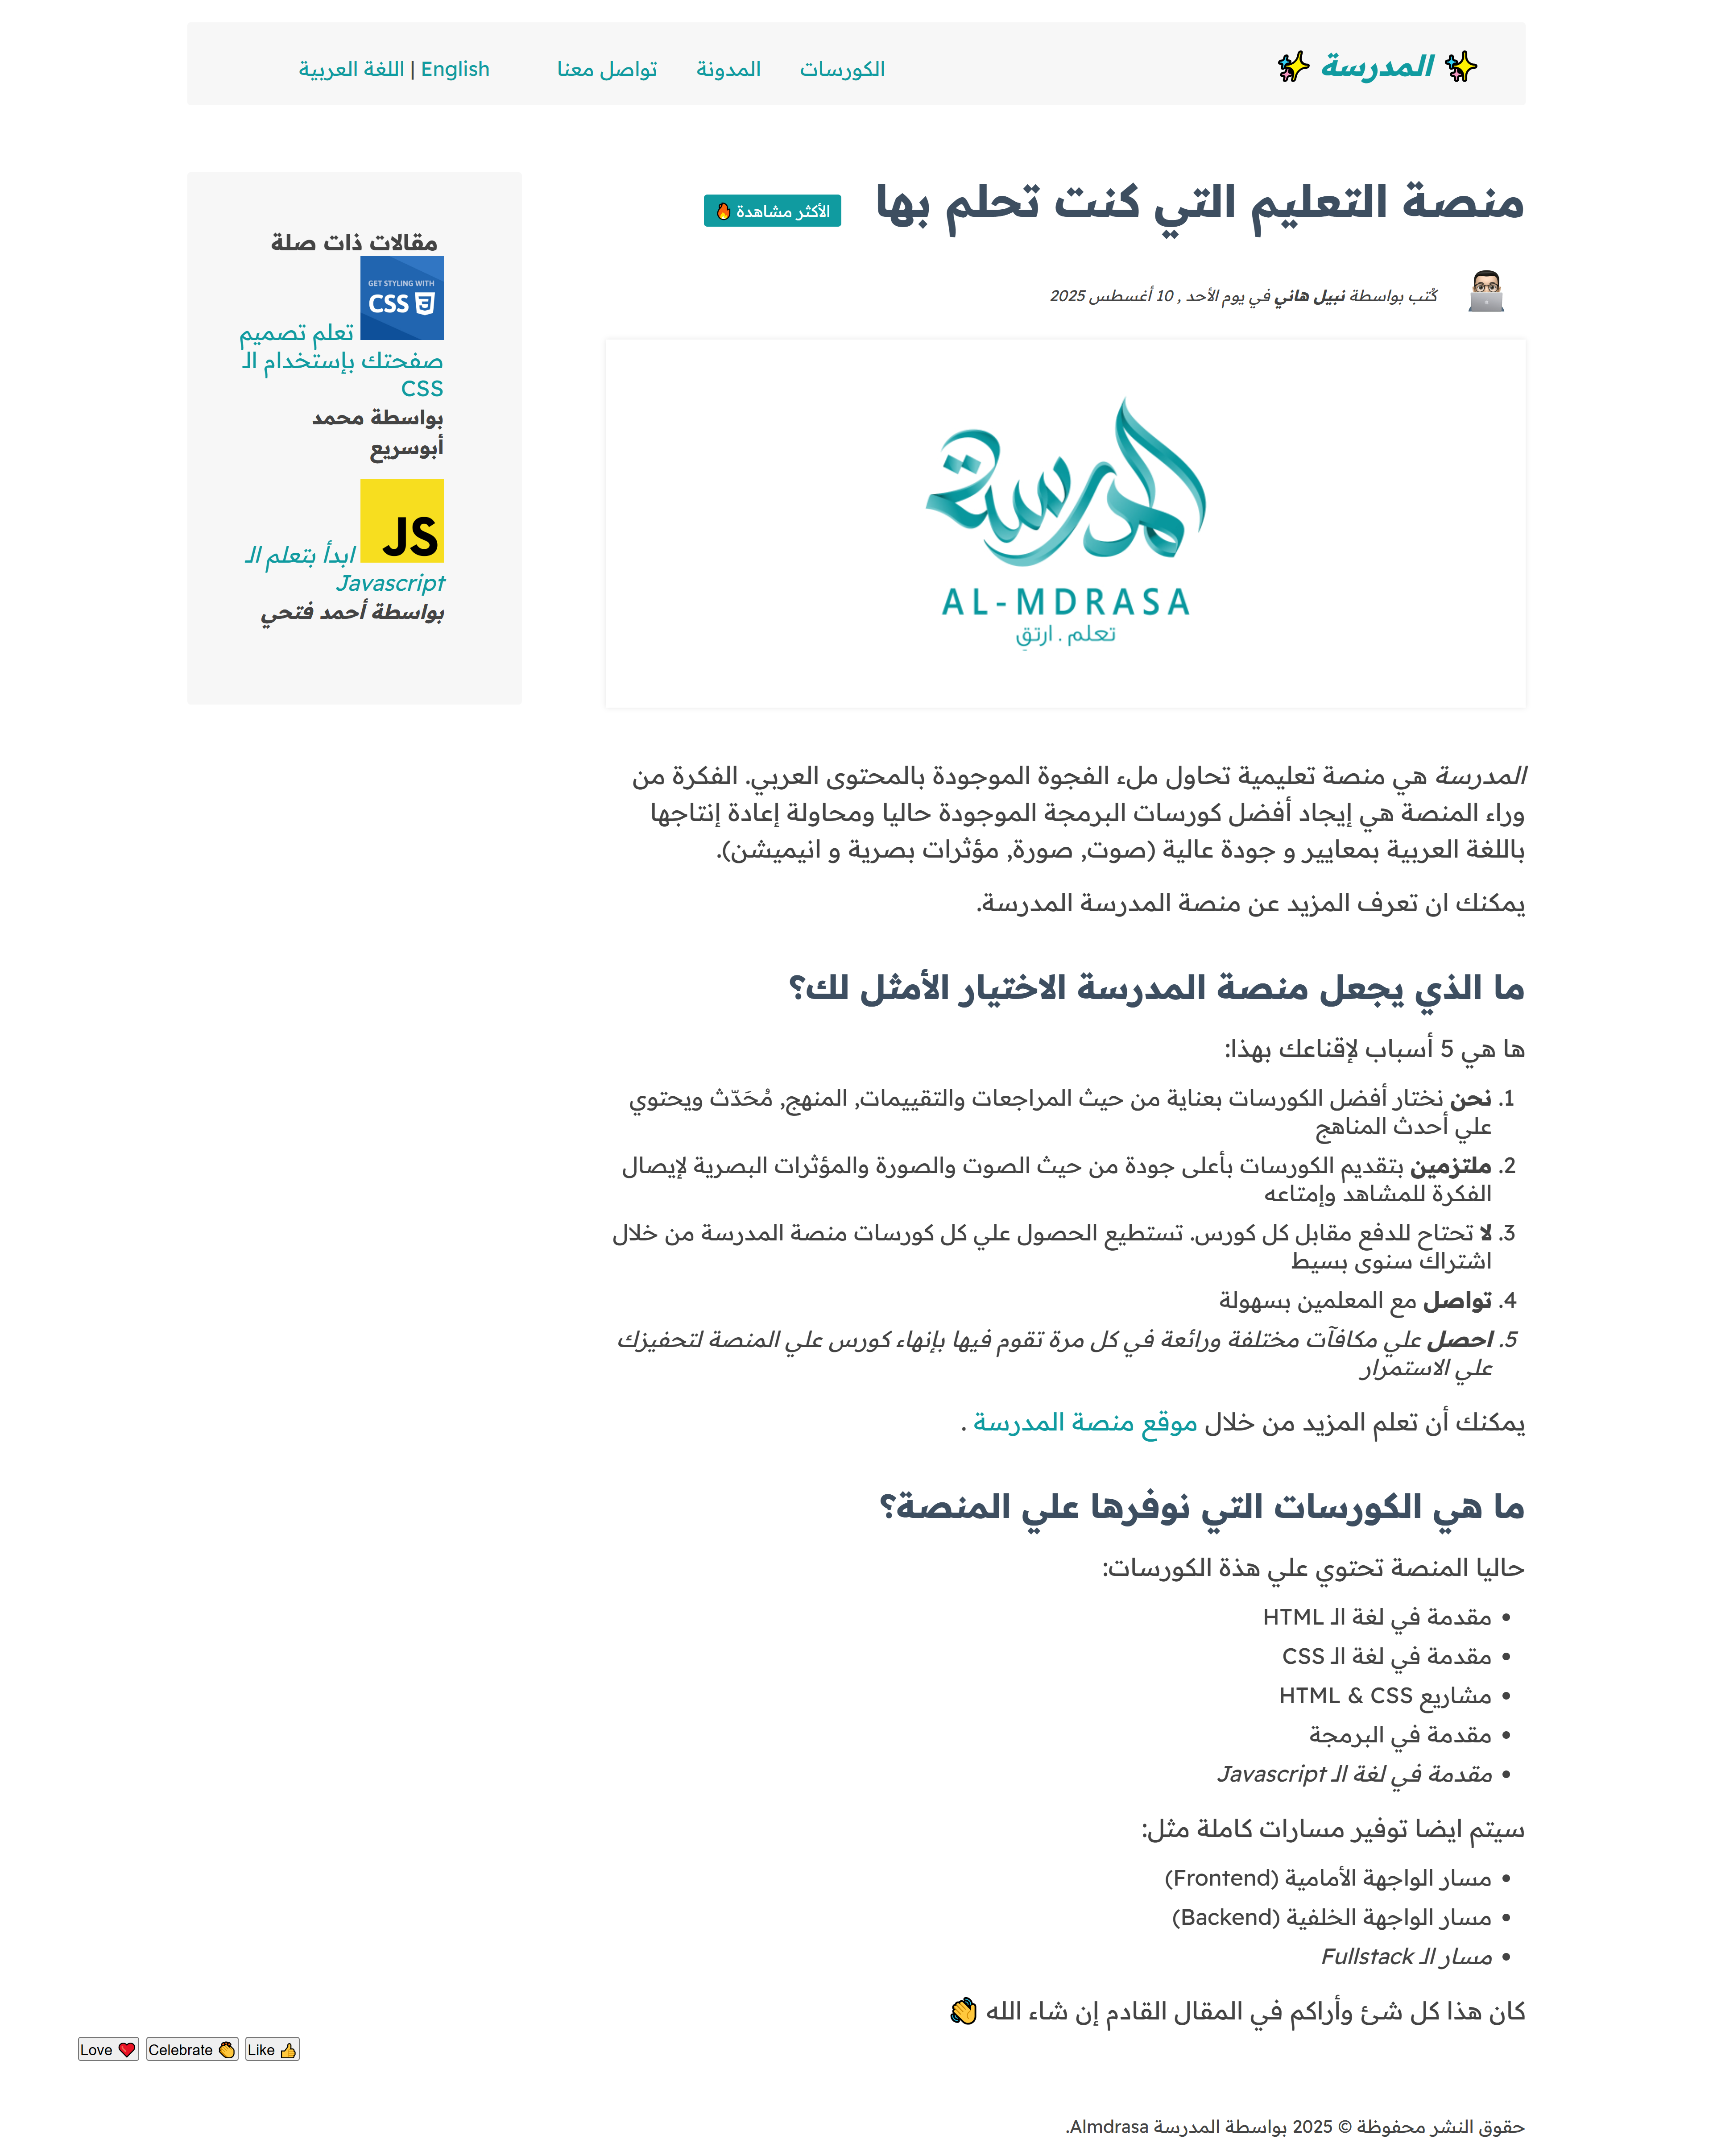 ✨ المدرسة ✨
الكورسات
المدونة
تواصل معنا
اللغة العربية | English
منصة التعليم التي كنت تحلم بها
الأكثر مشاهدة 🔥
كُتب بواسطة نبيل هاني في يوم الأحد , 10 أغسطس 2025
المدرسة
AL-MDRASA
تعلم . ارتقِ
المدرسة هي منصة تعليمية تحاول ملء الفجوة الموجودة بالمحتوى العربي. الفكرة من
وراء المنصة هي إيجاد أفضل كورسات البرمجة الموجودة حاليا ومحاولة إعادة إنتاجها
باللغة العربية بمعايير و جودة عالية (صوت, صورة, مؤثرات بصرية و انيميشن).
يمكنك ان تعرف المزيد عن منصة المدرسة المدرسة.
ما الذي يجعل منصة المدرسة الاختيار الأمثل لك؟
ها هي 5 أسباب لإقناعك بهذا:
1. نحن نختار أفضل الكورسات بعناية من حيث المراجعات والتقييمات, المنهج, مُحَدّث ويحتوي
علي أحدث المناهج
2. ملتزمين بتقديم الكورسات بأعلى جودة من حيث الصوت والصورة والمؤثرات البصرية لإيصال
الفكرة للمشاهد وإمتاعه
3. لا تحتاح للدفع مقابل كل كورس. تستطيع الحصول علي كل كورسات منصة المدرسة من خلال
اشتراك سنوى بسيط
4. تواصل مع المعلمين بسهولة
5. احصل علي مكافآت مختلفة ورائعة في كل مرة تقوم فيها بإنهاء كورس علي المنصة لتحفيزك
علي الاستمرار
يمكنك أن تعلم المزيد من خلال موقع منصة المدرسة .
ما هي الكورسات التي نوفرها علي المنصة؟
حاليا المنصة تحتوي علي هذة الكورسات:
• مقدمة في لغة الـ HTML
• مقدمة في لغة الـ CSS
• مشاريع HTML & CSS
• مقدمة في البرمجة
• مقدمة في لغة الـ Javascript
سيتم ايضا توفير مسارات كاملة مثل:
• مسار الواجهة الأمامية (Frontend)
• مسار الواجهة الخلفية (Backend)
• مسار الـ Fullstack
كان هذا كل شئ وأراكم في المقال القادم إن شاء الله 👏
مقالات ذات صلة
GET STYLING WITH
CSS 3
تعلم تصميم
صفحتك بإستخدام الـ
CSS
بواسطة محمد
أبوسريع
JS
ابدأ بتعلم الـ
Javascript
بواسطة أحمد فتحي
Like 👍
Celebrate 👏
Love ❤️
حقوق النشر محفوظة © 2025 بواسطة المدرسة Almdrasa.